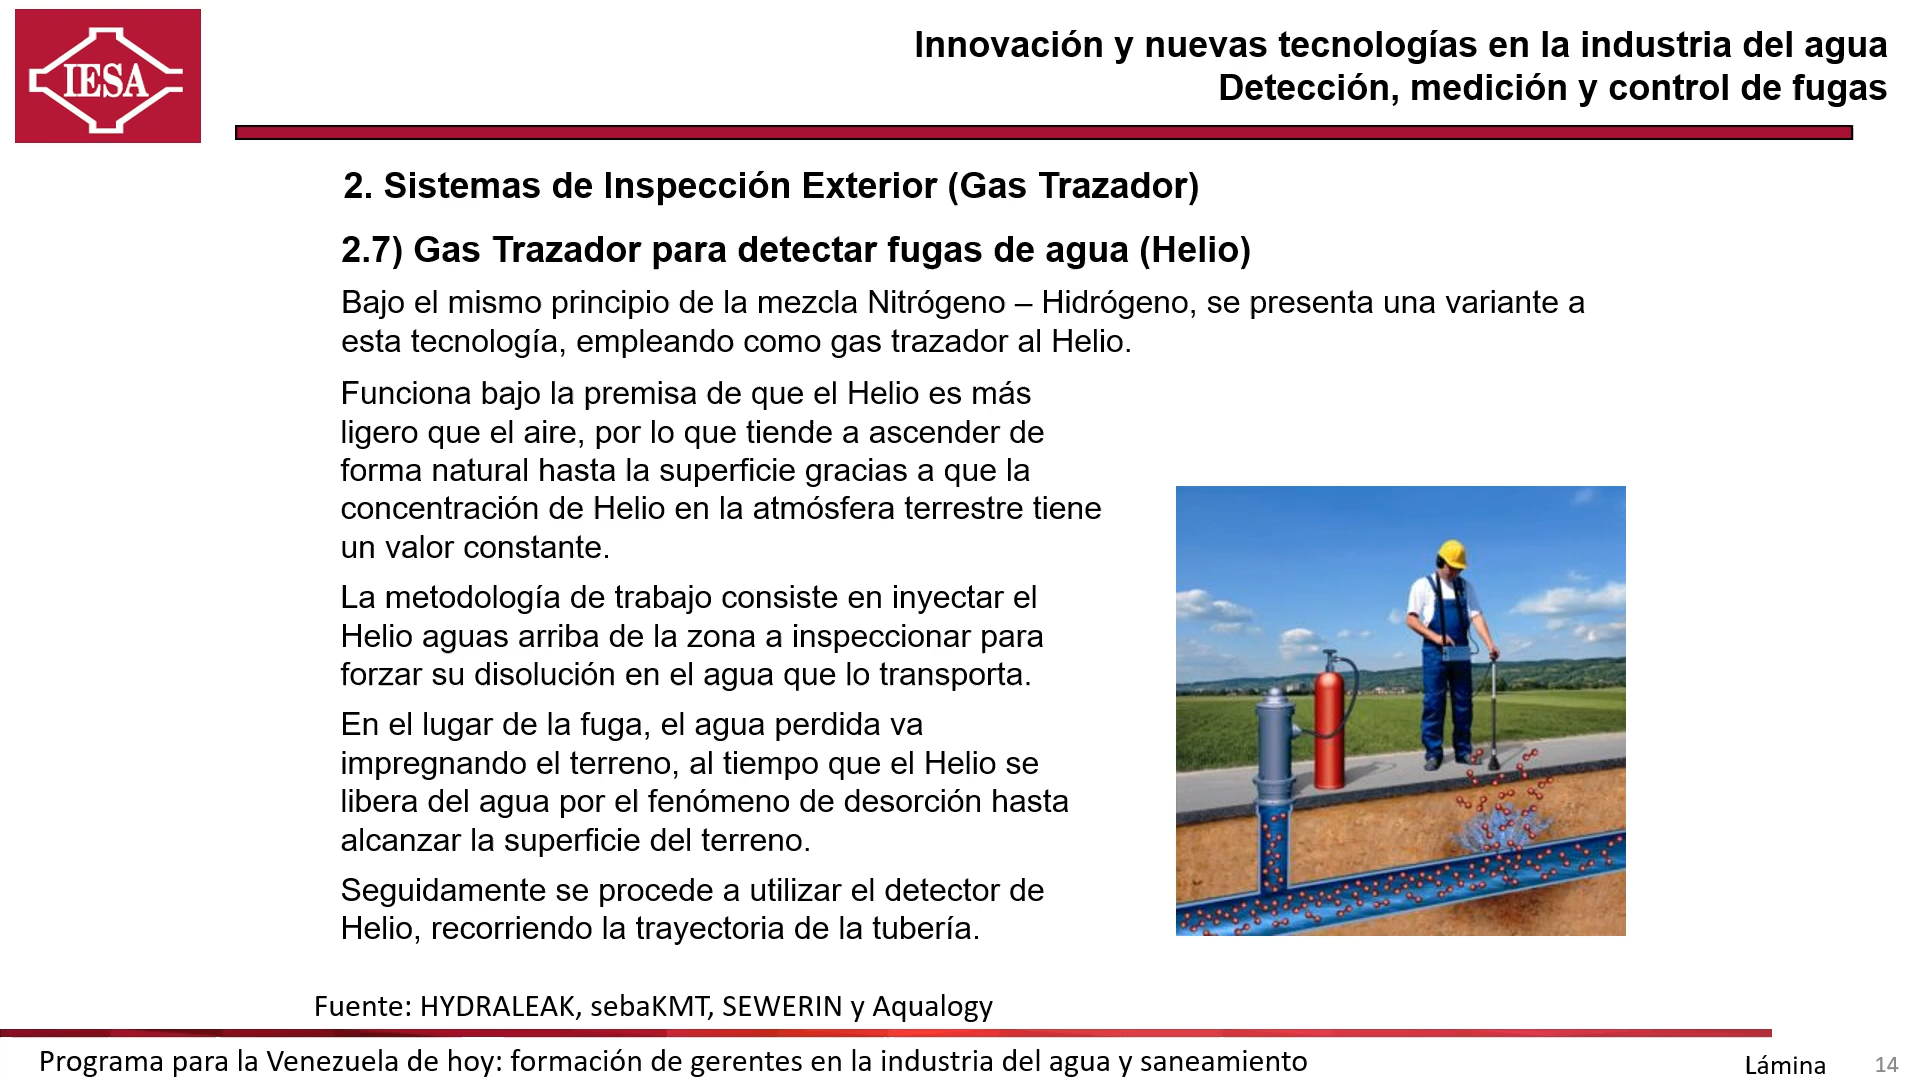 IESA
Innovación y nuevas tecnologías en la industria del agua
Detección, medición y control de fugas
2. Sistemas de Inspección Exterior (Gas Trazador)
2.7) Gas Trazador para detectar fugas de agua (Helio)
Bajo el mismo principio de la mezcla Nitrógeno – Hidrógeno, se presenta una variante a
esta tecnología, empleando como gas trazador al Helio.
Funciona bajo la premisa de que el Helio es más
ligero que el aire, por lo que tiende a ascender de
forma natural hasta la superficie gracias a que la
concentración de Helio en la atmósfera terrestre tiene
un valor constante.
La metodología de trabajo consiste en inyectar el
Helio aguas arriba de la zona a inspeccionar para
forzar su disolución en el agua que lo transporta.
En el lugar de la fuga, el agua perdida va
impregnando el terreno, al tiempo que el Helio se
libera del agua por el fenómeno de desorción hasta
alcanzar la superficie del terreno.
Seguidamente se procede a utilizar el detector de
Helio, recorriendo la trayectoria de la tubería.
Fuente: HYDRALEAK, sebaKMT, SEWERIN y Aqualogy
Programa para la Venezuela de hoy: formación de gerentes en la industria del agua y saneamiento
Lámina 14